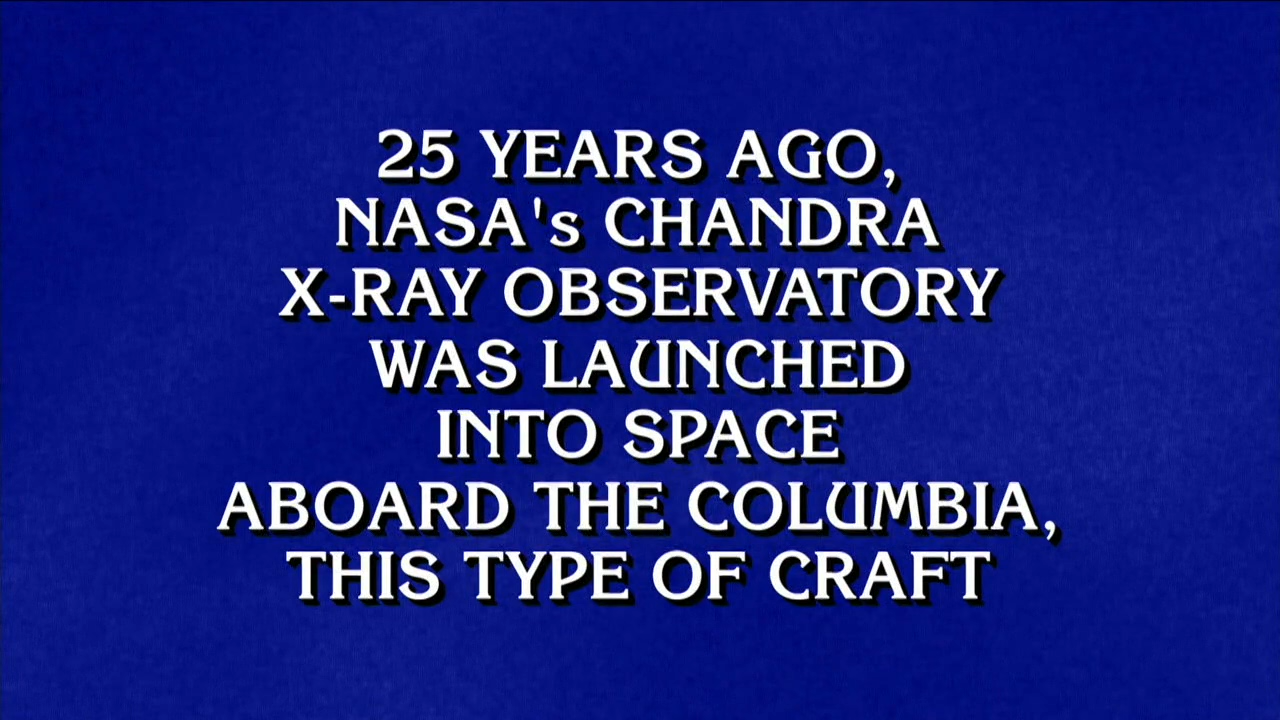 25 YEARS AGO,
NASA's CHANDRA
X-RAY OBSERVATORY
WAS LAUNCHED
INTO SPACE
ABOARD THE COLUMBIA,
THIS TYPE OF CRAFT